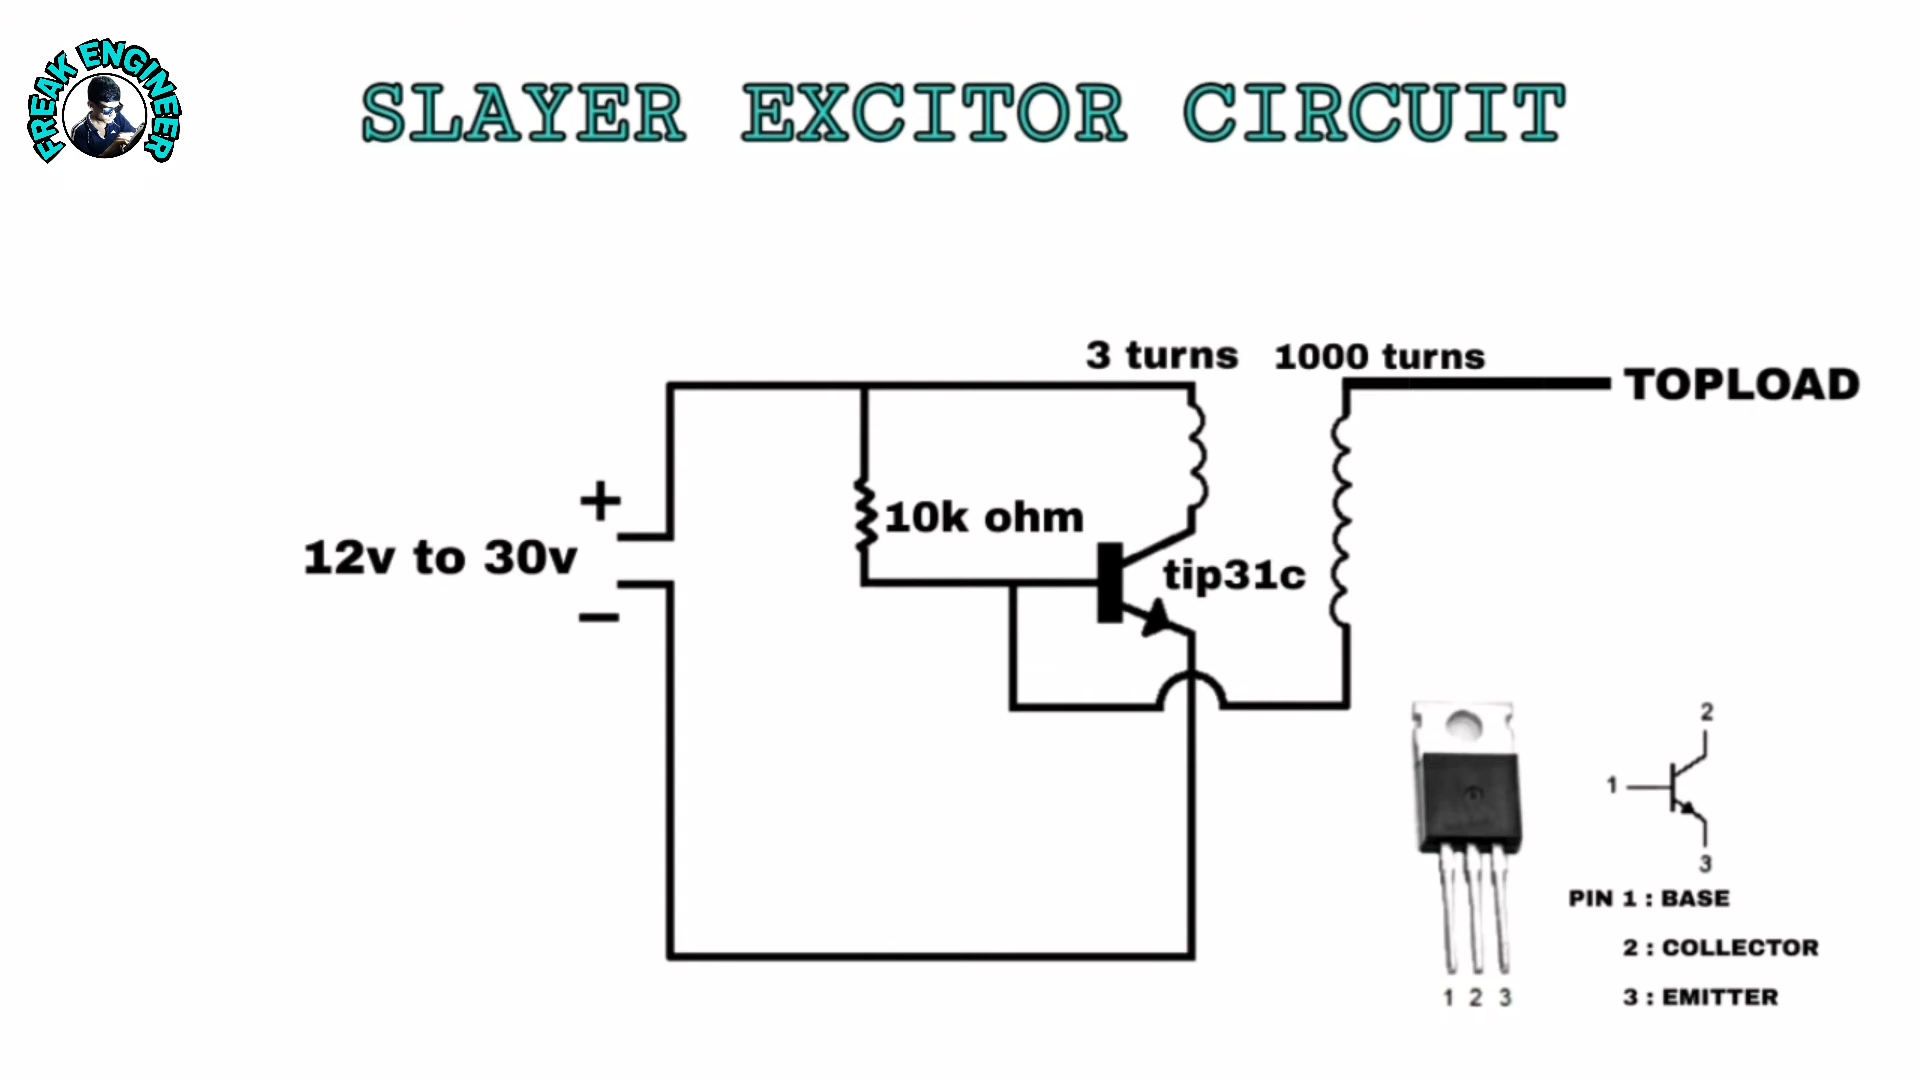 FREAK ENGINEER
SLAYER EXCITOR CIRCUIT
3 turns
1000 turns
TOPLOAD
+
10k ohm
12v to 30v
tip31c
−
2
1
3
PIN 1 : BASE
2 : COLLECTOR
3 : EMITTER
1 2 3